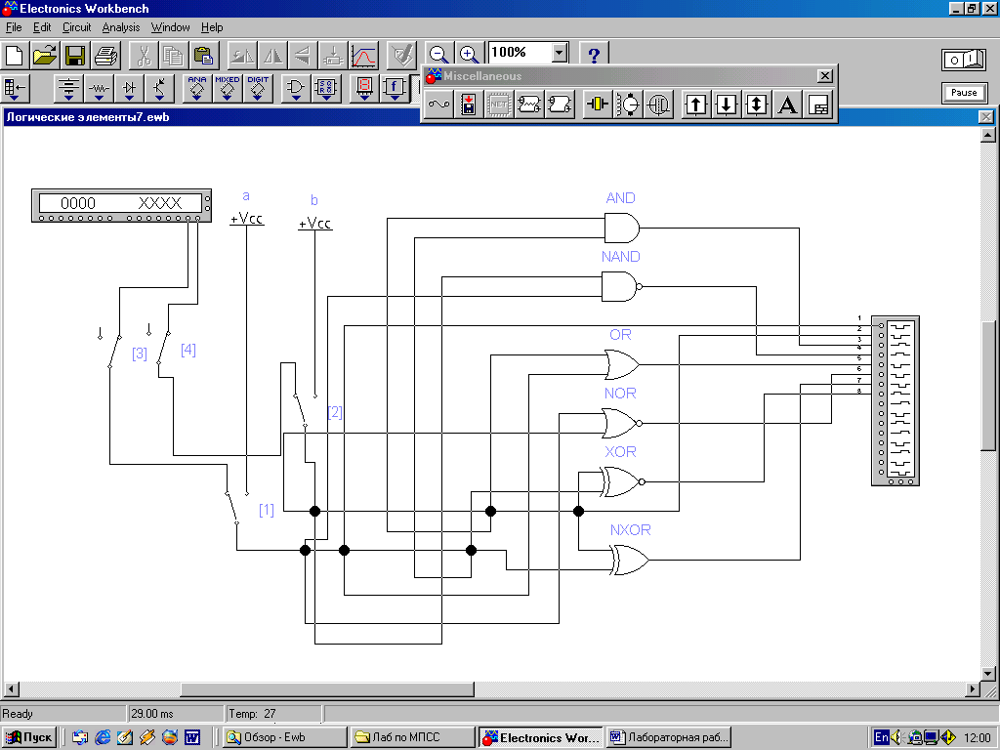 Electronics Workbench
File Edit Circuit Analysis Window Help
100%
?
O I
Miscellaneous
ANA MIXED DIGIT
NET
A
Pause
Логические элементы7.ewb
0000 XXXX
a
+Vcc
b
+Vcc
AND
NAND
OR
NOR
XOR
NXOR
[3]
[4]
[2]
[1]
1
2
3
4
5
6
7
8
Ready
29.00 ms
Temp: 27
Пуск
Обзор - Ewb
Лаб по МПСС
Electronics Wor...
Лабораторная раб...
En
12:00